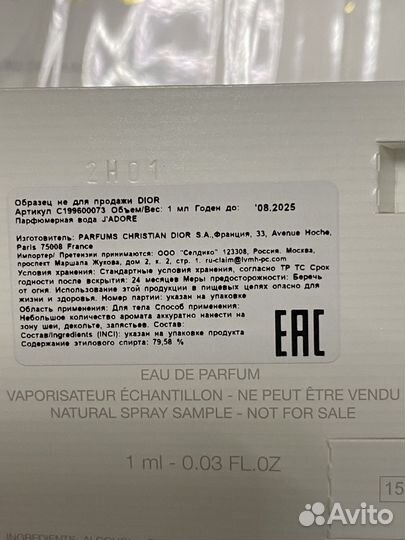 2H01
Образец не для продажи DIOR
Артикул C199600073 Объем/Вес: 1 мл Годен до: '08.2025
Парфюмерная вода J'ADORE
Изготовитель: PARFUMS CHRISTIAN DIOR S.A.,Франция, 33, Avenue Hoche,
Paris 75008 France
Импортер/ Претензии принимаются: ООО "Селдико" 123308, Россия, Москва,
проспект Маршала Жукова, дом 2, к. 2, стр. 1. ru-claim@lvmh-pc.com
Условия хранения: Стандартные условия хранения, согласно ТР ТС Срок
годности после вскрытия: 24 месяцев Меры предосторожности: Беречь
от огня. Использование этой продукции в пищевых целях опасно для
жизни и здоровья. Номер партии: указан на упаковке
Область применения: Для тела Способ применения:
Небольшое количество аромата аккуратно нанести на
зону шеи, декольте, запястьев. Состав:
Состав/Ingredients (INCI): указан на упаковке продукта
Содержание этилового спирта: 79,58 %
EAC
EAU DE PARFUM
VAPORISATEUR ÉCHANTILLON - NE PEUT ÊTRE VENDU
NATURAL SPRAY SAMPLE - NOT FOR SALE
1 ml - 0.03 FL.OZ
15
Avito